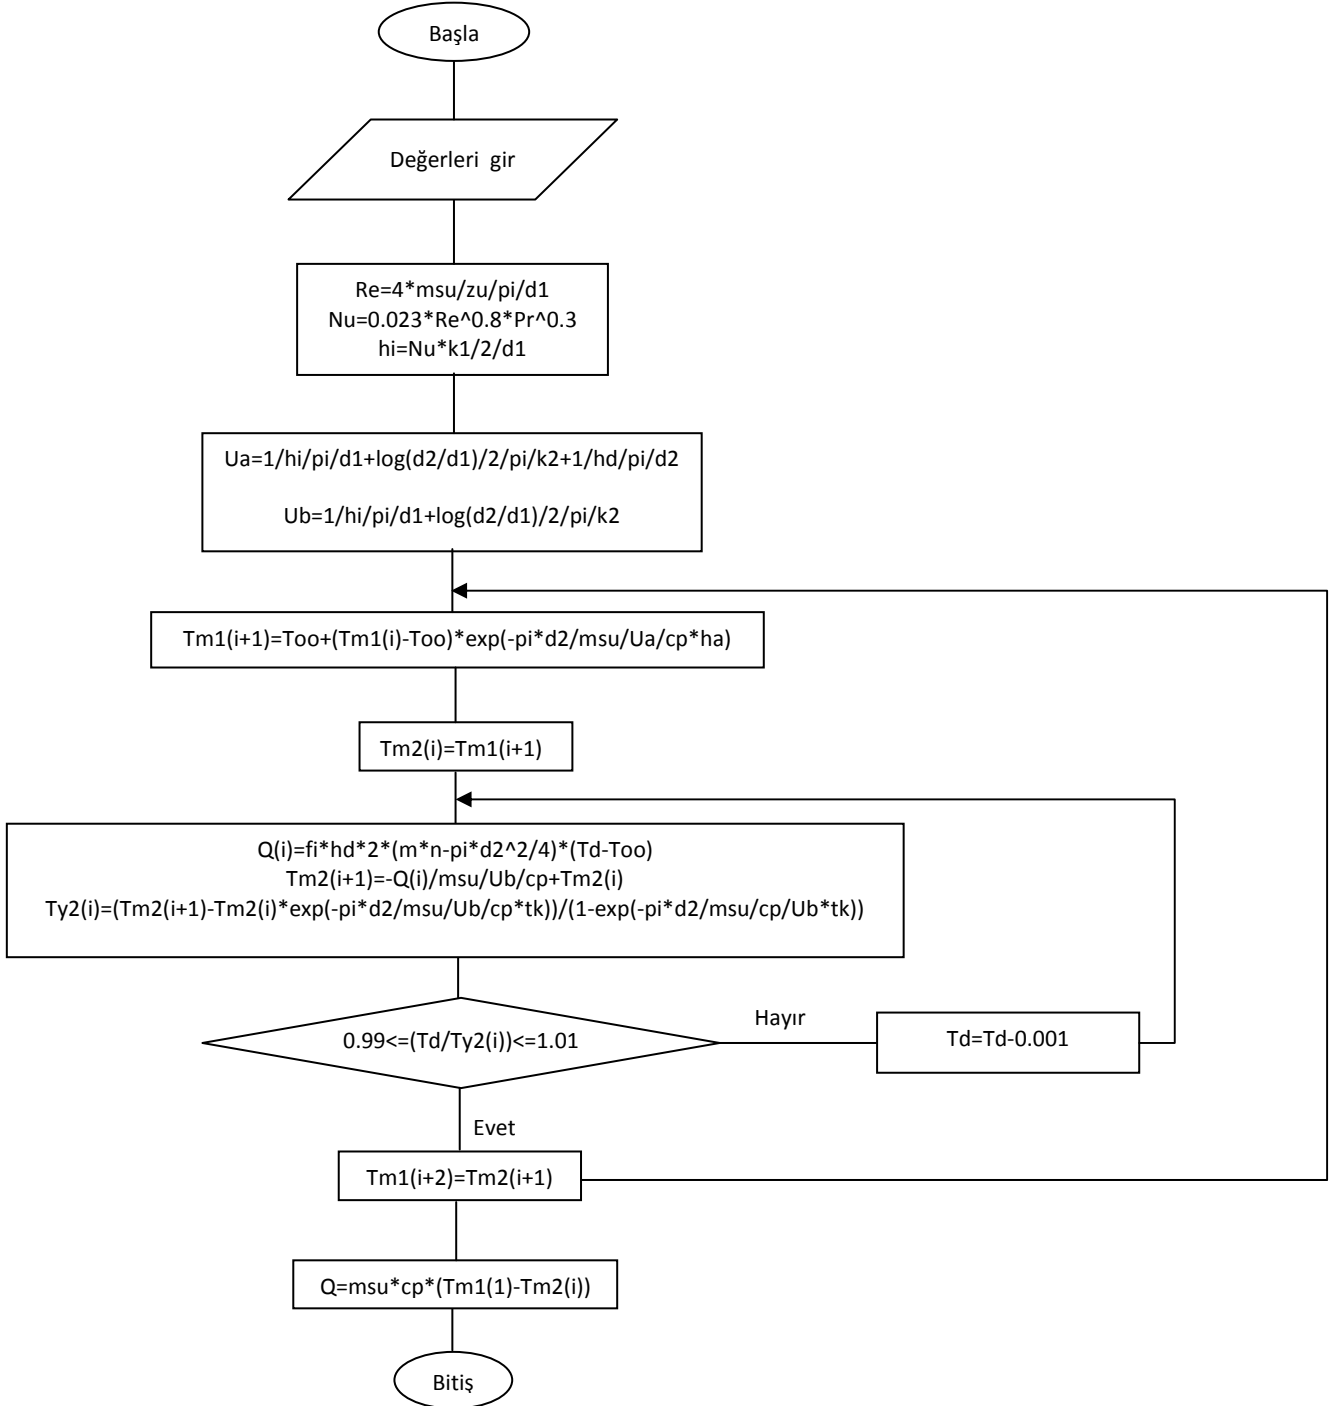 Başla
Değerleri gir
Re=4*msu/zu/pi/d1
Nu=0.023*Re^0.8*Pr^0.3
hi=Nu*k1/2/d1
Ua=1/hi/pi/d1+log(d2/d1)/2/pi/k2+1/hd/pi/d2
Ub=1/hi/pi/d1+log(d2/d1)/2/pi/k2
Tm1(i+1)=Too+(Tm1(i)-Too)*exp(-pi*d2/msu/Ua/cp*ha)
Tm2(i)=Tm1(i+1)
Q(i)=fi*hd*2*(m*n-pi*d2^2/4)*(Td-Too)
Tm2(i+1)=-Q(i)/msu/Ub/cp+Tm2(i)
Ty2(i)=(Tm2(i+1)-Tm2(i)*exp(-pi*d2/msu/Ub/cp*tk))/(1-exp(-pi*d2/msu/cp/Ub*tk))
0.99<=(Td/Ty2(i))<=1.01
Hayır
Td=Td-0.001
Evet
Tm1(i+2)=Tm2(i+1)
Q=msu*cp*(Tm1(1)-Tm2(i))
Bitiş